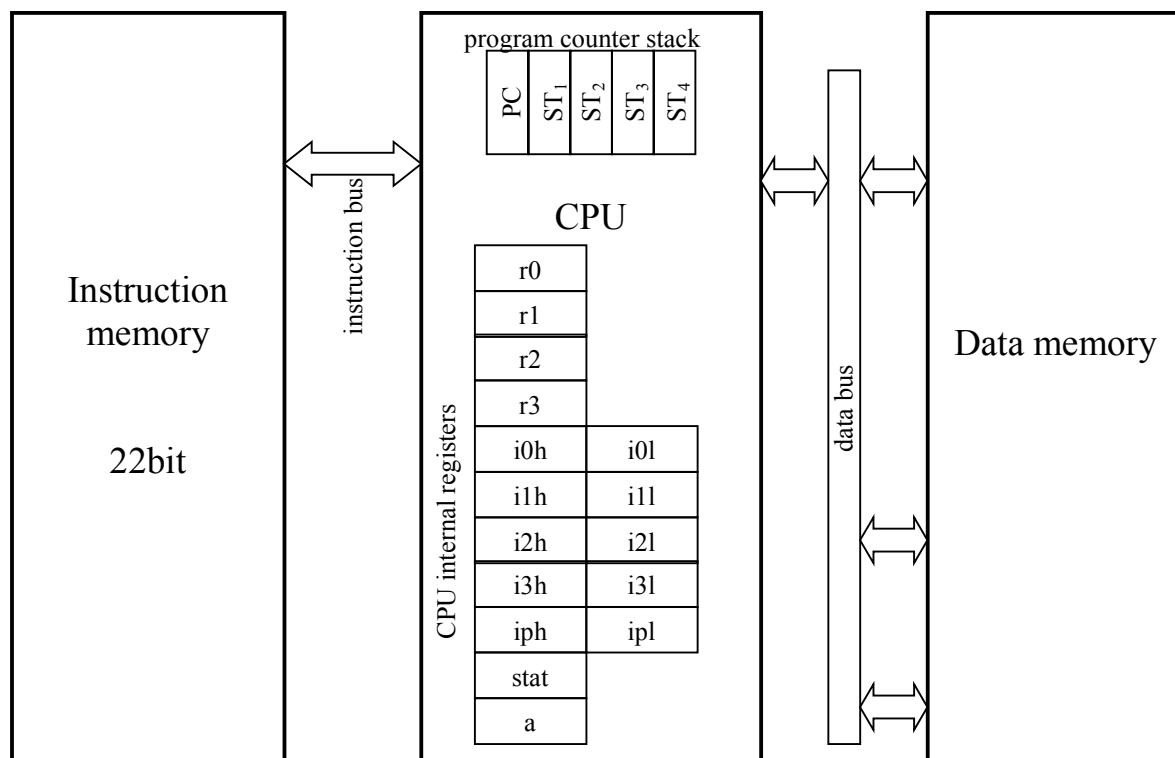 program counter stack
PC
ST1
ST2
ST3
ST4
instruction bus
CPU
Instruction
memory
22bit
CPU internal registers
r0
r1
r2
r3
i0h i0l
i1h i1l
i2h i2l
i3h i3l
iph ipl
stat
a
data bus
Data memory